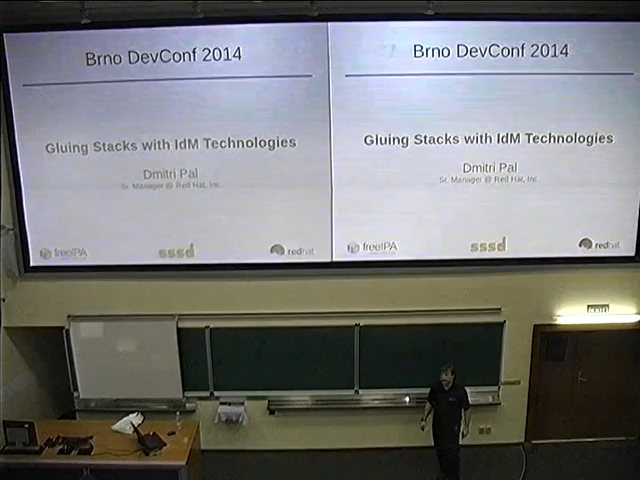 Brno DevConf 2014
Gluing Stacks with IdM Technologies
Dmitri Pal
Sr. Manager @ Red Hat, Inc.
freeIPA
sssd
redhat
Brno DevConf 2014
Gluing Stacks with IdM Technologies
Dmitri Pal
Sr. Manager @ Red Hat, Inc.
freeIPA
sssd
redhat